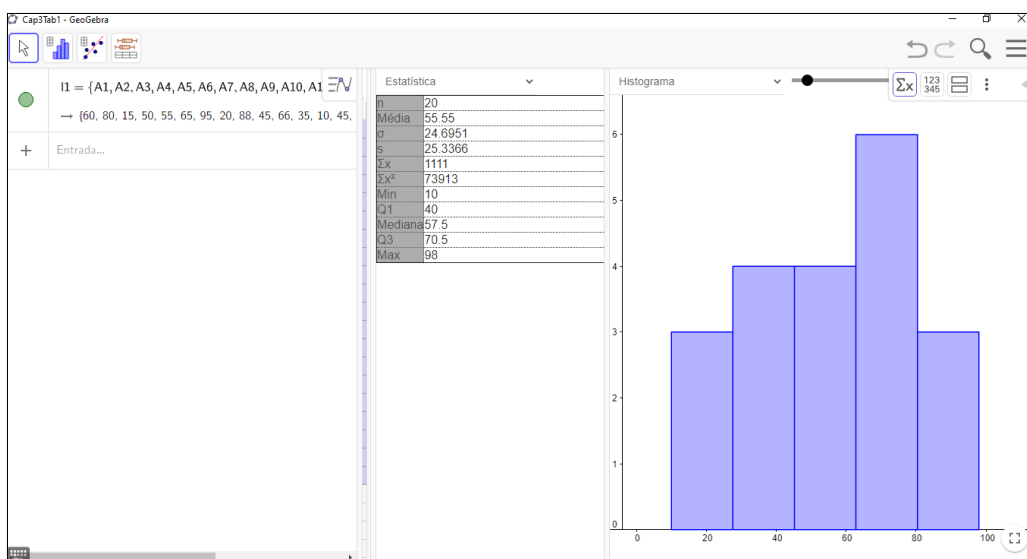 Cap3Tab1 - GeoGebra
l1 = {A1, A2, A3, A4, A5, A6, A7, A8, A9, A10, A1
→ {60, 80, 15, 50, 55, 65, 95, 20, 88, 45, 66, 35, 10, 45,
+ Entrada...
Estatística
n 20
Média 55.55
σ 24.6951
s 25.3366
Σx 1111
Σx² 73913
Min 10
Q1 40
Mediana 57.5
Q3 70.5
Max 98
Histograma
Σx
123
345
6
5
4
3
2
1
0
0 20 40 60 80 100